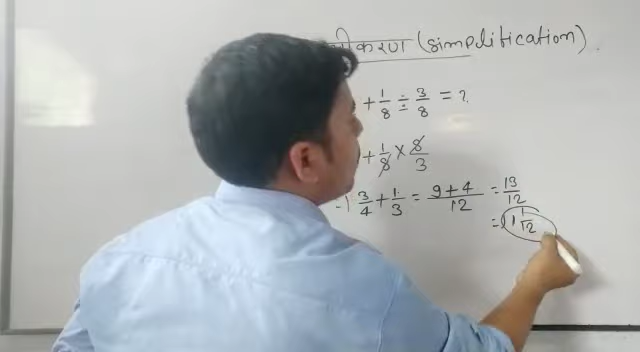 करण (simplification)
+ 1/8 ÷ 3/8 = ?
+ 1/8 × 8/3
3/4 + 1/3 = 9+4/12 = 13/12
= 1 1/12